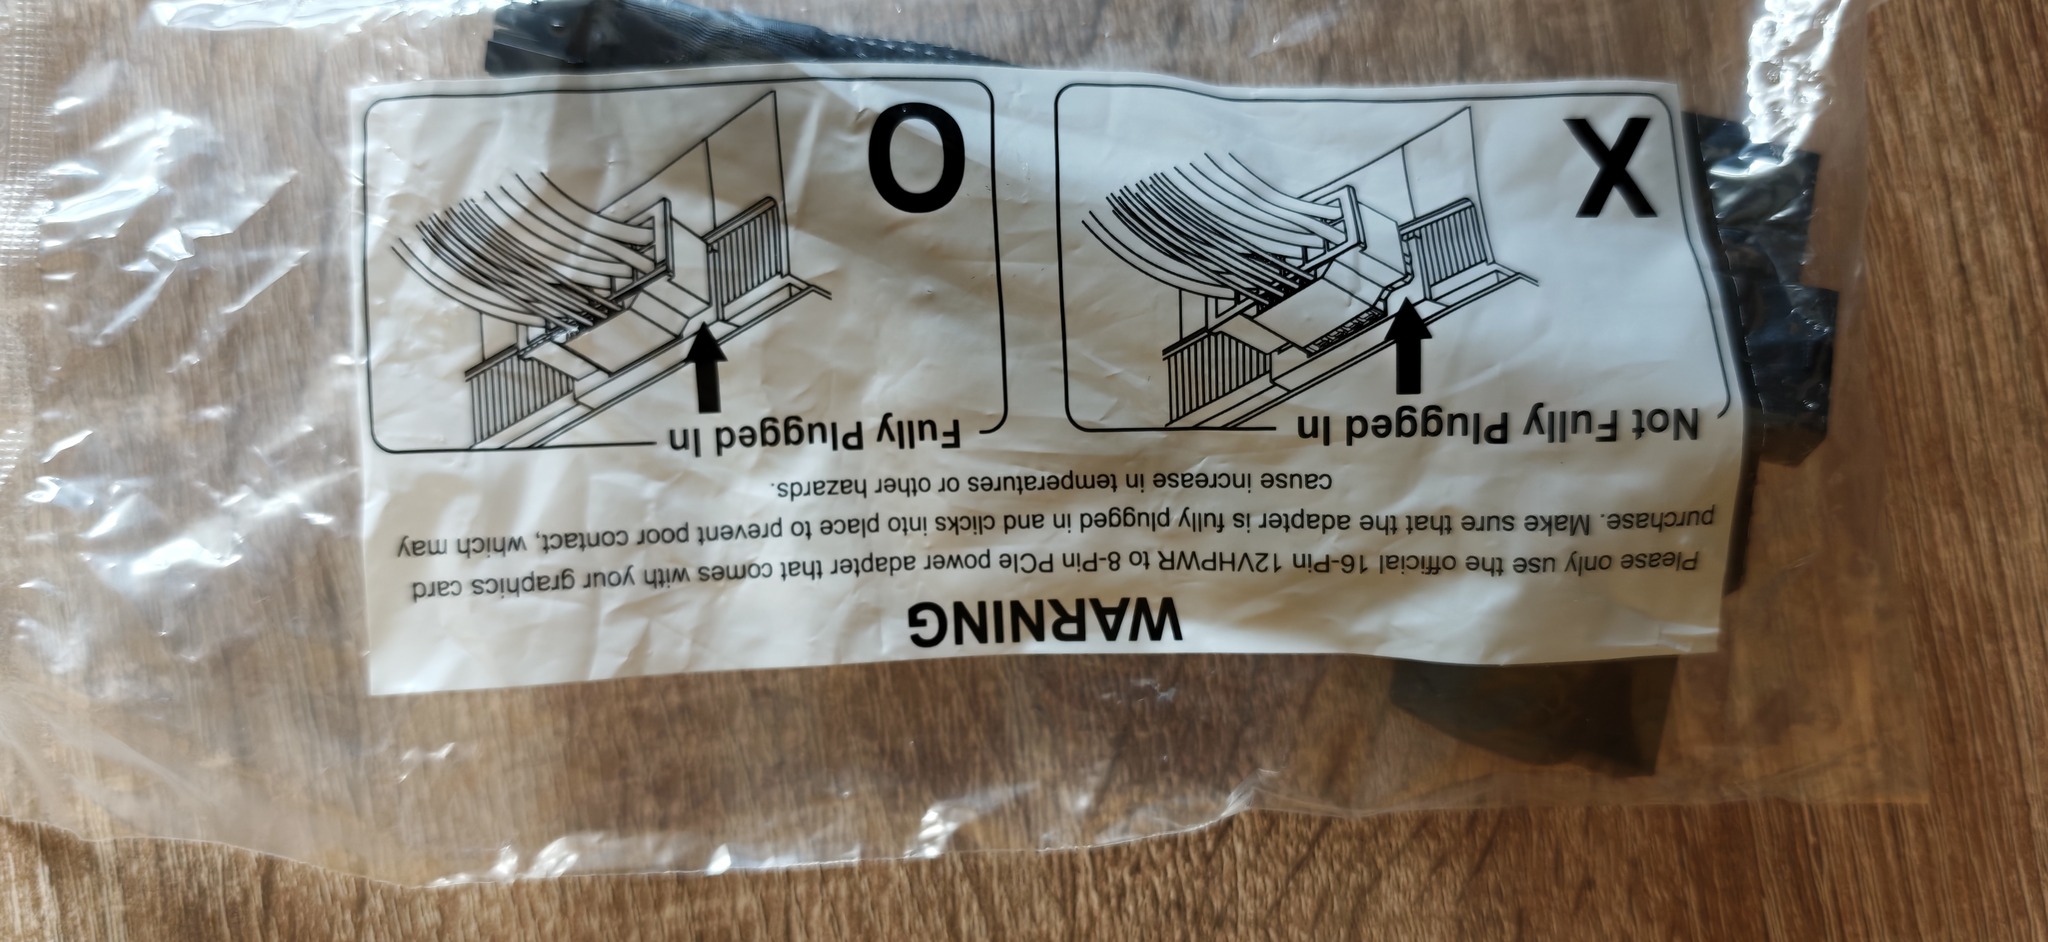 WARNING
Please only use the official 16-Pin 12VHPWR to 8-Pin PCIe power adapter that comes with your graphics card
purchase. Make sure that the adapter is fully plugged in and clicks into place to prevent poor contact, which may
cause increase in temperatures or other hazards.
Not Fully Plugged In
X
Fully Plugged In
O